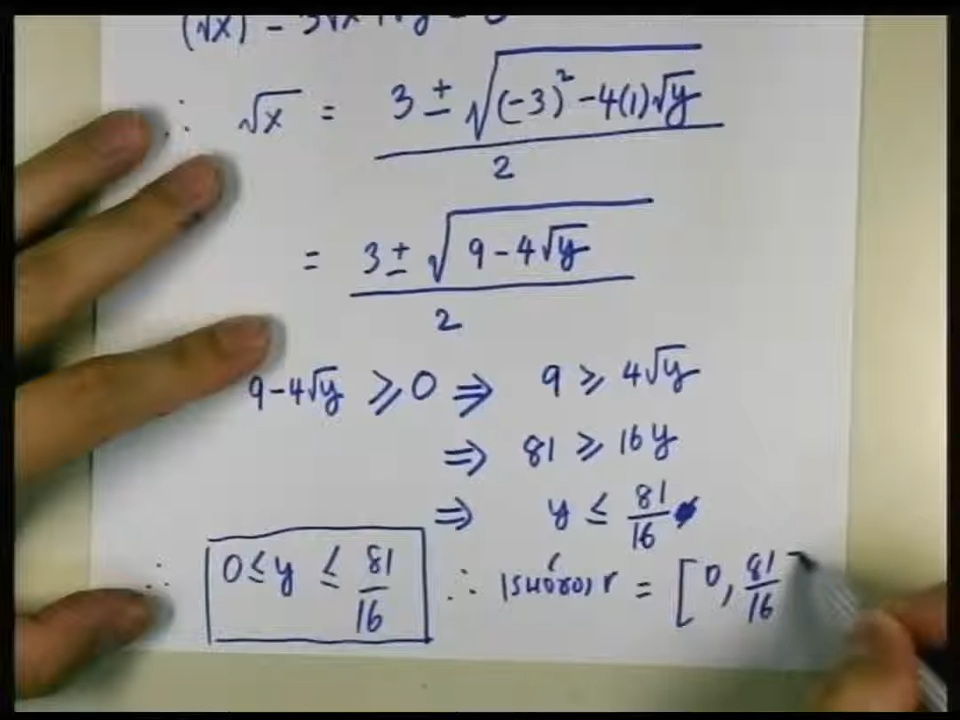 ∴ √x = (3 ± √((-3)² - 4(1)√y)) / 2
= (3 ± √(9 - 4√y)) / 2
9 - 4√y ≥ 0 ⇒ 9 ≥ 4√y
⇒ 81 ≥ 16y
⇒ y ≤ 81/16
∴ 0 ≤ y ≤ 81/16 ∴ = [0, 81/16